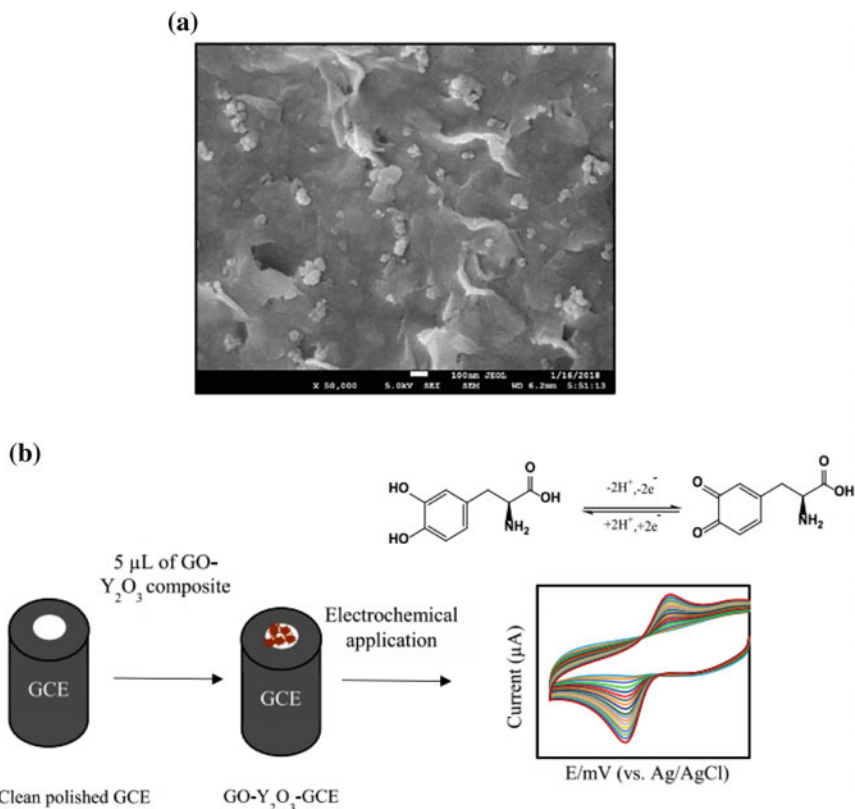 (a)
100nm JEOL 1/16/2018
X 50,000 5.0kV SEI SEM WD 6.2mm 5:51:13
(b)
HO
HO
O
OH
NH₂
-2H⁺,-2e⁻
+2H⁺,+2e⁻
O
O
O
OH
NH₂
5 µL of GO-
Y₂O₃ composite
GCE
Clean polished GCE
GCE
GO-Y₂O₃-GCE
Electrochemical
application
Current (µA)
E/mV (vs. Ag/AgCl)